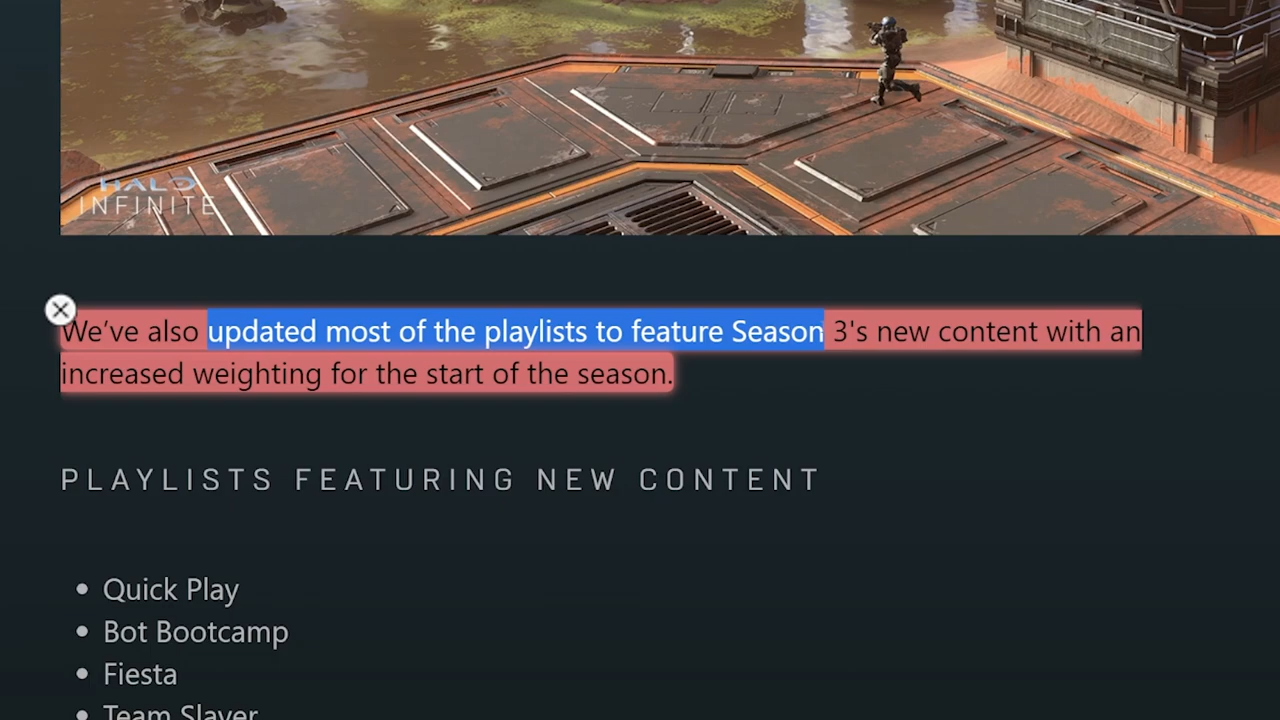 HALO
INFINITE
We’ve also updated most of the playlists to feature Season 3's new content with an
increased weighting for the start of the season.
PLAYLISTS FEATURING NEW CONTENT
• Quick Play
• Bot Bootcamp
• Fiesta
• Team Slayer